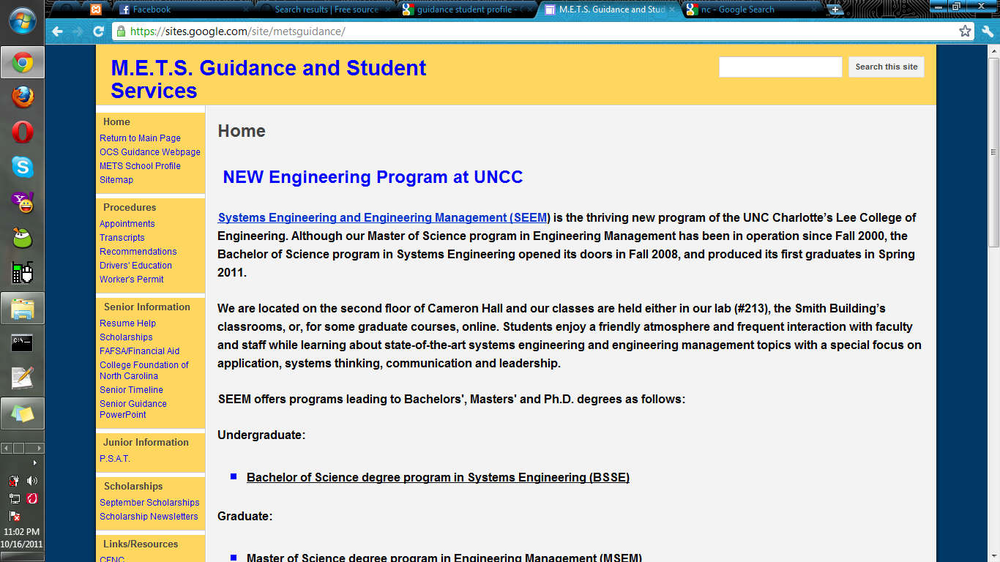 Facebook
Search results | Free source
guidance student profile - 
M.E.T.S. Guidance and Stud
nc - Google Search
https://sites.google.com/site/metsguidance/
M.E.T.S. Guidance and Student
Services
Search this site
Home
Return to Main Page
OCS Guidance Webpage
METS School Profile
Sitemap
Procedures
Appointments
Transcripts
Recommendations
Drivers' Education
Worker's Permit
Senior Information
Resume Help
Scholarships
FAFSA/Financial Aid
College Foundation of
North Carolina
Senior Timeline
Senior Guidance
PowerPoint
Junior Information
P.S.A.T.
Scholarships
September Scholarships
Scholarship Newsletters
Links/Resources
CFNC
Home
NEW Engineering Program at UNCC
Systems Engineering and Engineering Management (SEEM) is the thriving new program of the UNC Charlotte’s Lee College of
Engineering. Although our Master of Science program in Engineering Management has been in operation since Fall 2000, the
Bachelor of Science program in Systems Engineering opened its doors in Fall 2008, and produced its first graduates in Spring
2011.
We are located on the second floor of Cameron Hall and our classes are held either in our lab (#213), the Smith Building’s
classrooms, or, for some graduate courses, online. Students enjoy a friendly atmosphere and frequent interaction with faculty
and staff while learning about state-of-the-art systems engineering and engineering management topics with a special focus on
application, systems thinking, communication and leadership.
SEEM offers programs leading to Bachelors', Masters' and Ph.D. degrees as follows:
Undergraduate:
Bachelor of Science degree program in Systems Engineering (BSSE)
Graduate:
Master of Science degree program in Engineering Management (MSEM)
11:02 PM
10/16/2011